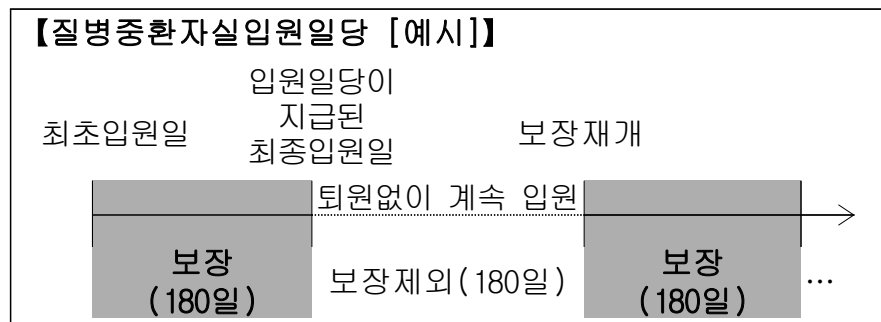 【질병중환자실입원일당 [예시]】
최초입원일
입원일당이
지급된
최종입원일
보장재개
퇴원없이 계속 입원
보장
(180일)
보장제외(180일)
보장
(180일)
…